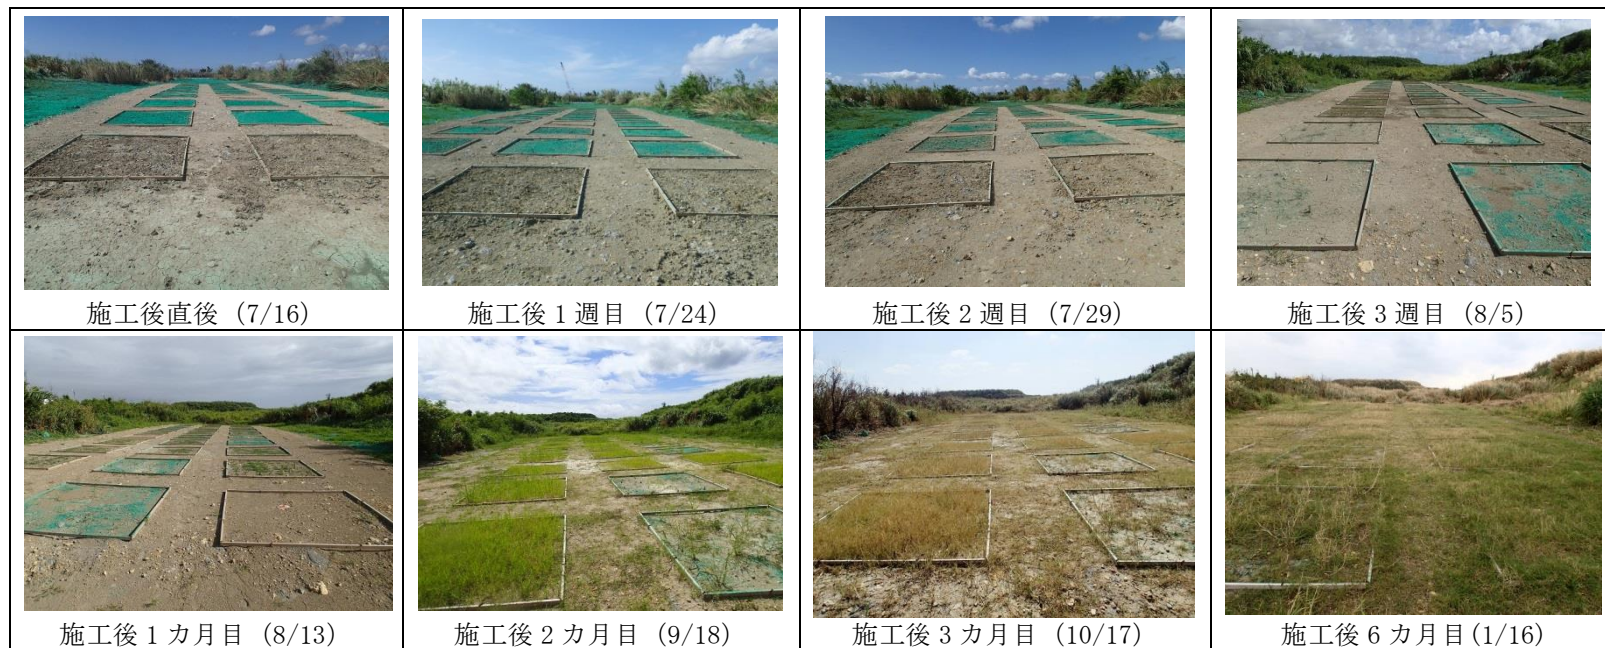 施工後直後 (7/16)
施工後 1 週目 (7/24)
施工後 2 週目 (7/29)
施工後 3 週目 (8/5)
施工後 1 カ月目 (8/13)
施工後 2 カ月目 (9/18)
施工後 3 カ月目 (10/17)
施工後 6 カ月目(1/16)